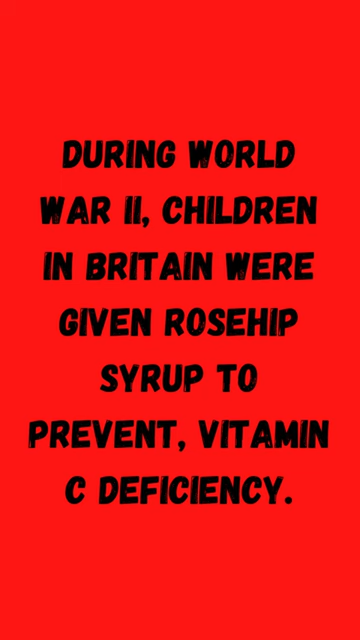 DURING WORLD
WAR II, CHILDREN
IN BRITAIN WERE
GIVEN ROSEHIP
SYRUP TO
PREVENT, VITAMIN
C DEFICIENCY.